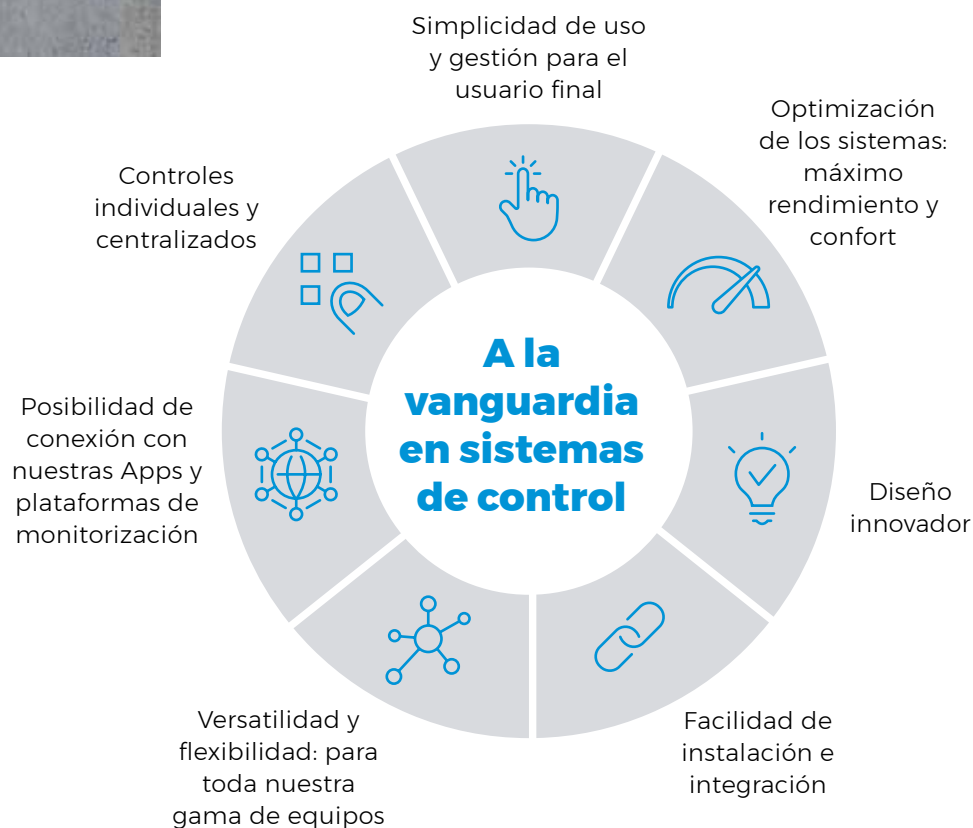 Simplicidad de uso
y gestión para el
usuario final
Optimización
de los sistemas:
máximo
rendimiento y
confort
Controles
individuales y
centralizados
A la
vanguardia
en sistemas
de control
Posibilidad de
conexión con
nuestras Apps y
plataformas de
monitorización
Diseño
innovador
Versatilidad y
flexibilidad: para
toda nuestra
gama de equipos
Facilidad de
instalación e
integración